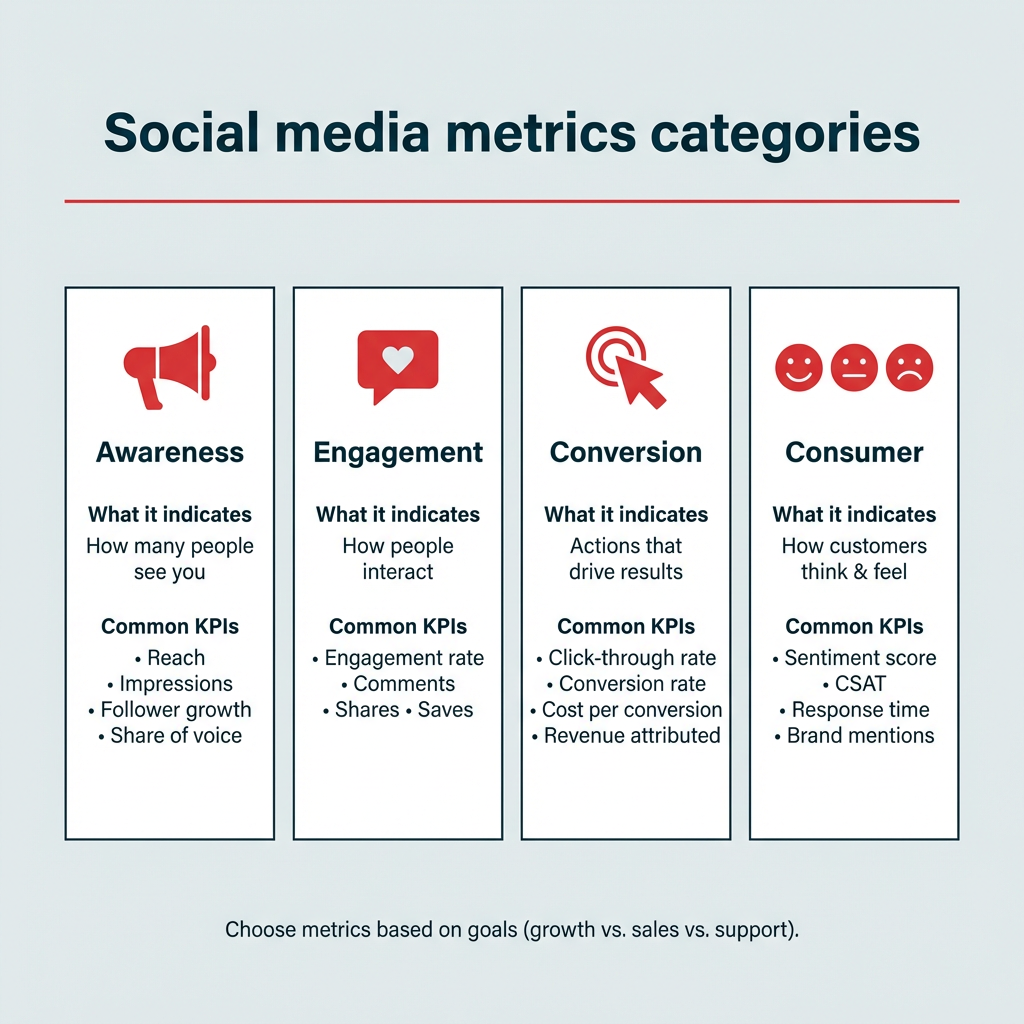 Social media metrics categories
Awareness
What it indicates
How many people
see you
Common KPIs
• Reach
• Impressions
• Follower growth
• Share of voice
Engagement
What it indicates
How people
interact
Common KPIs
• Engagement rate
• Comments
• Shares • Saves
Conversion
What it indicates
Actions that
drive results
Common KPIs
• Click-through rate
• Conversion rate
• Cost per conversion
• Revenue attributed
Consumer
What it indicates
How customers
think & feel
Common KPIs
• Sentiment score
• CSAT
• Response time
• Brand mentions
Choose metrics based on goals (growth vs. sales vs. support).